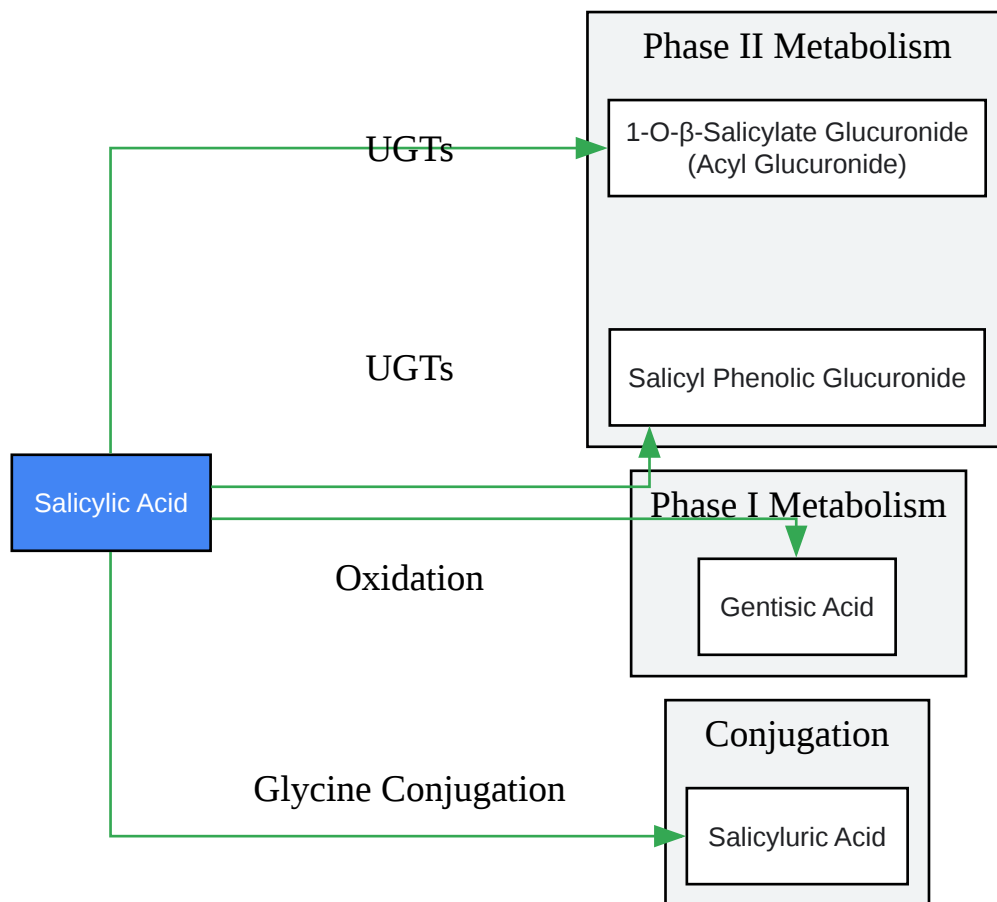 Phase II Metabolism
UGTs
1-O-β-Salicylate Glucuronide
(Acyl Glucuronide)
UGTs
Salicyl Phenolic Glucuronide
Salicylic Acid
Phase I Metabolism
Oxidation
Gentisic Acid
Conjugation
Glycine Conjugation
Salicyluric Acid